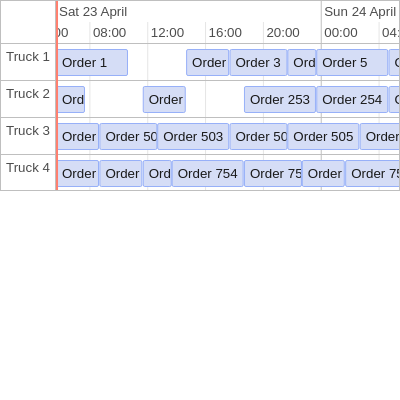 Sat 23 April Sun 24 April
00 08:00 12:00 16:00 20:00 00:00 04:
Truck 1 Order 1 Order Order 3 Ord Order 5
Truck 2 Ord Order Order 253 Order 254
Truck 3 Order Order 50 Order 503 Order 50 Order 505 Order
Truck 4 Order Order Ord Order 754 Order 75 Order Order 75